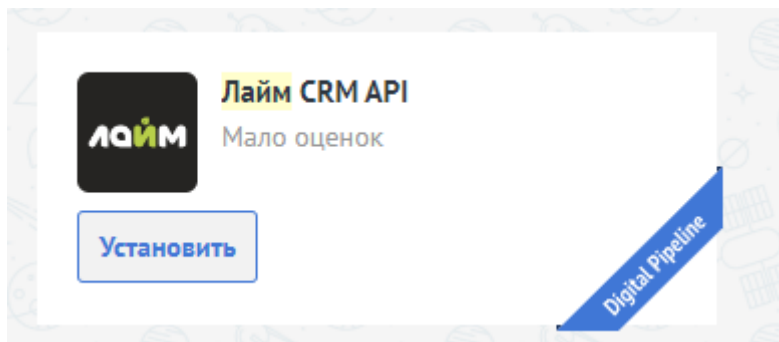 Лайм CRM API
лайм
Мало оценок
Установить
Digital Pipeline